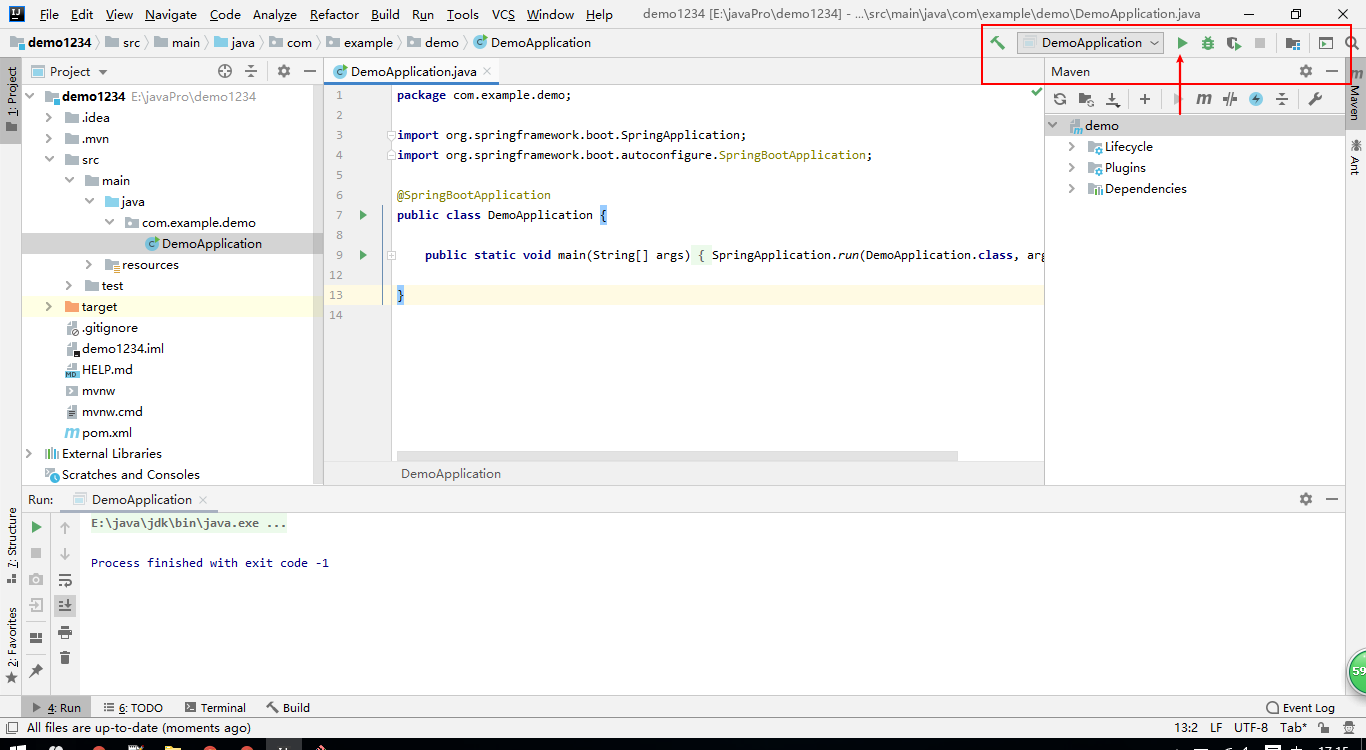 File Edit View Navigate Code Analyze Refactor Build Run Tools VCS Window Help demo1234 [E:\javaPro\demo1234] - ...\src\main\java\com\example\demo\DemoApplication.java
demo1234 src main java com example demo DemoApplication
DemoApplication
1: Project
Project
demo1234 E:\javaPro\demo1234
.idea
.mvn
src
main
java
com.example.demo
DemoApplication
resources
test
target
.gitignore
demo1234.iml
HELP.md
mvnw
mvnw.cmd
pom.xml
External Libraries
Scratches and Consoles
DemoApplication.java
1 package com.example.demo;
2
3 import org.springframework.boot.SpringApplication;
4 import org.springframework.boot.autoconfigure.SpringBootApplication;
5
6 @SpringBootApplication
7 public class DemoApplication {
8
9 public static void main(String[] args) { SpringApplication.run(DemoApplication.class, arg
12
13 }
14
DemoApplication
Maven
demo
Lifecycle
Plugins
Dependencies
Maven
Ant
7: Structure
2: Favorites
Run: DemoApplication
E:\java\jdk\bin\java.exe ...
Process finished with exit code -1
59
4: Run 6: TODO Terminal Build Event Log
All files are up-to-date (moments ago) 13:2 LF UTF-8 Tab*